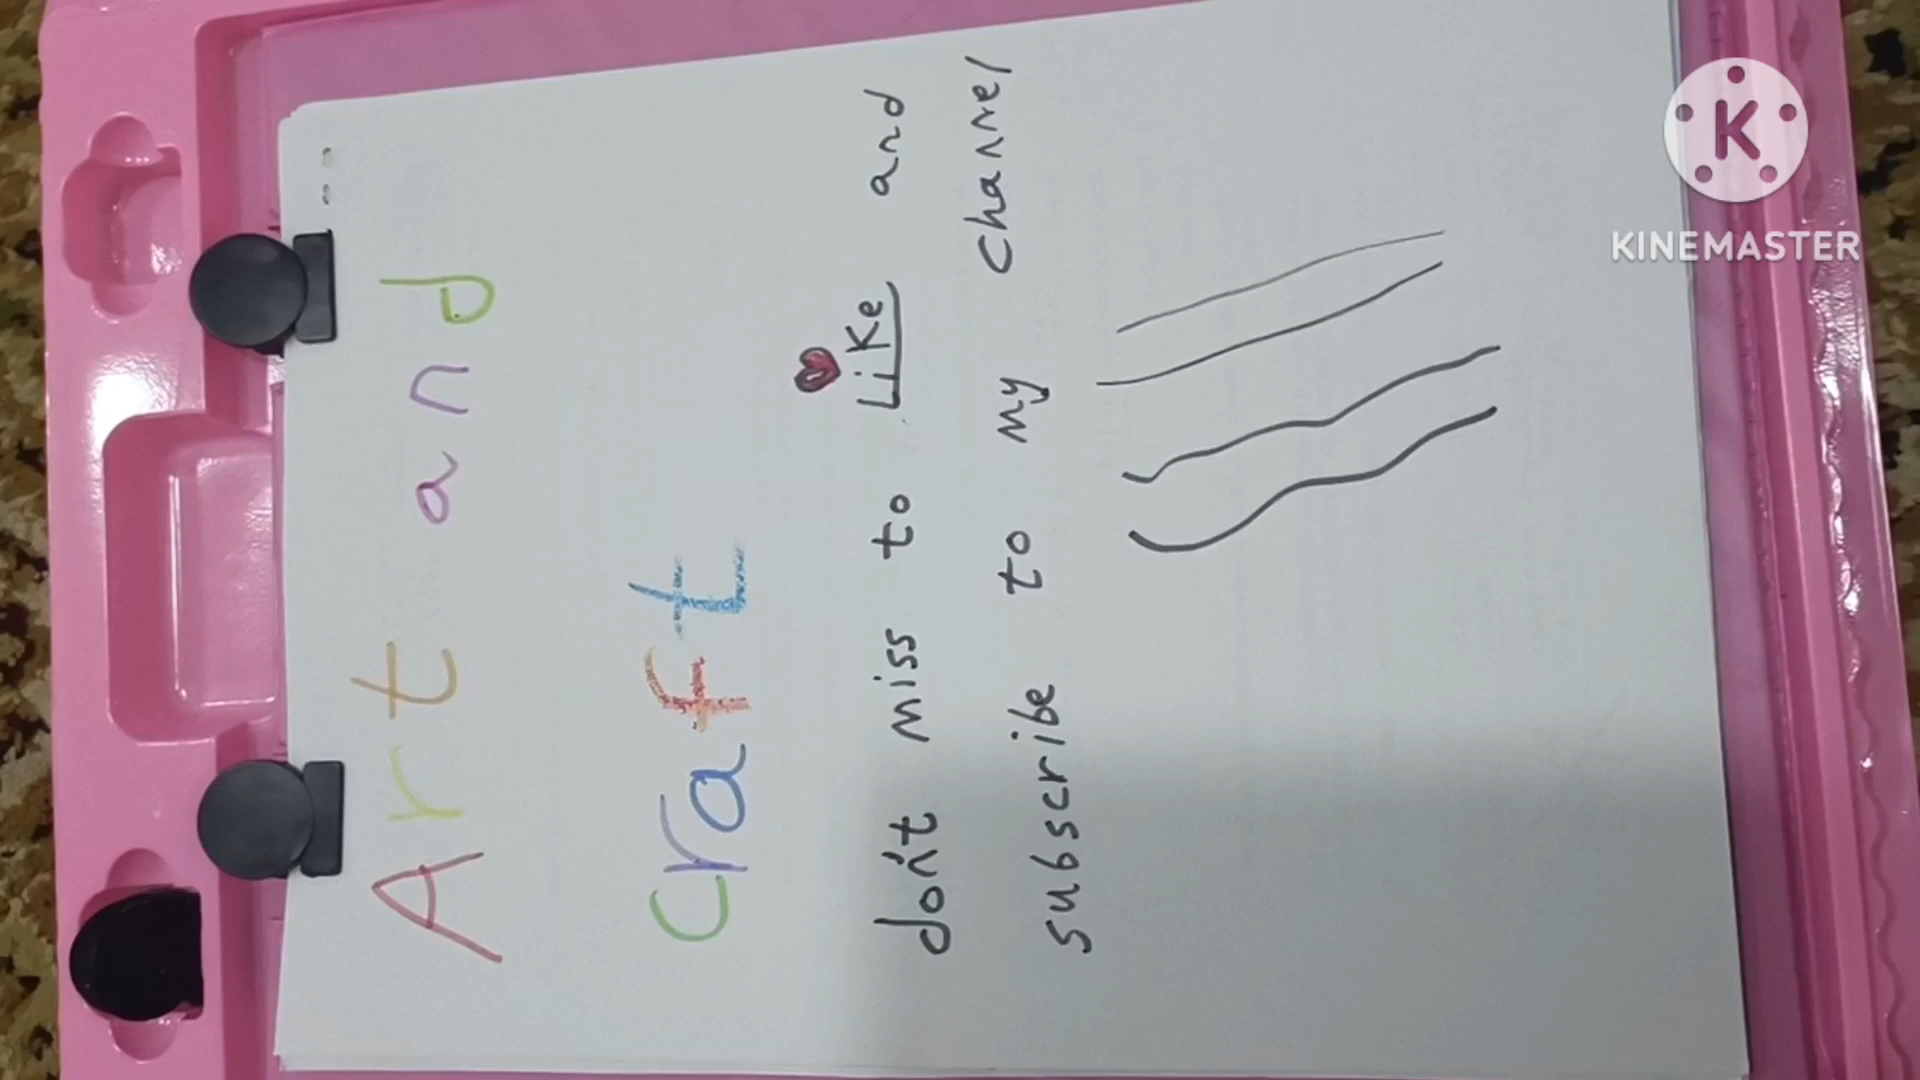 Art and
Craft
don't miss to Like and
subscribe to my channel
K
KINEMASTER